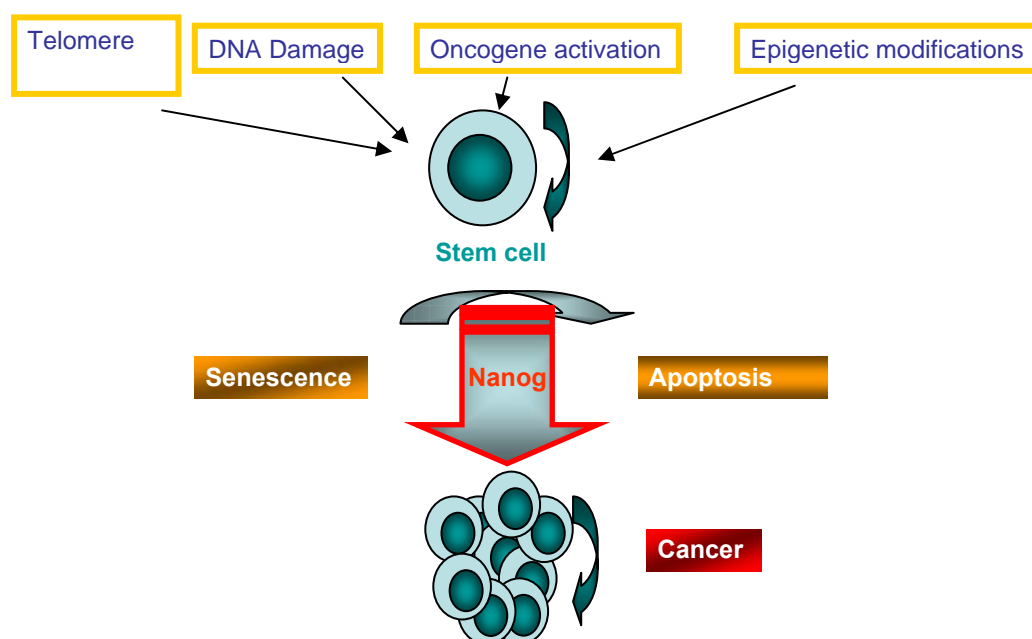 Telomere
DNA Damage
Oncogene activation
Epigenetic modifications
Stem cell
Senescence
Nanog
Apoptosis
Cancer